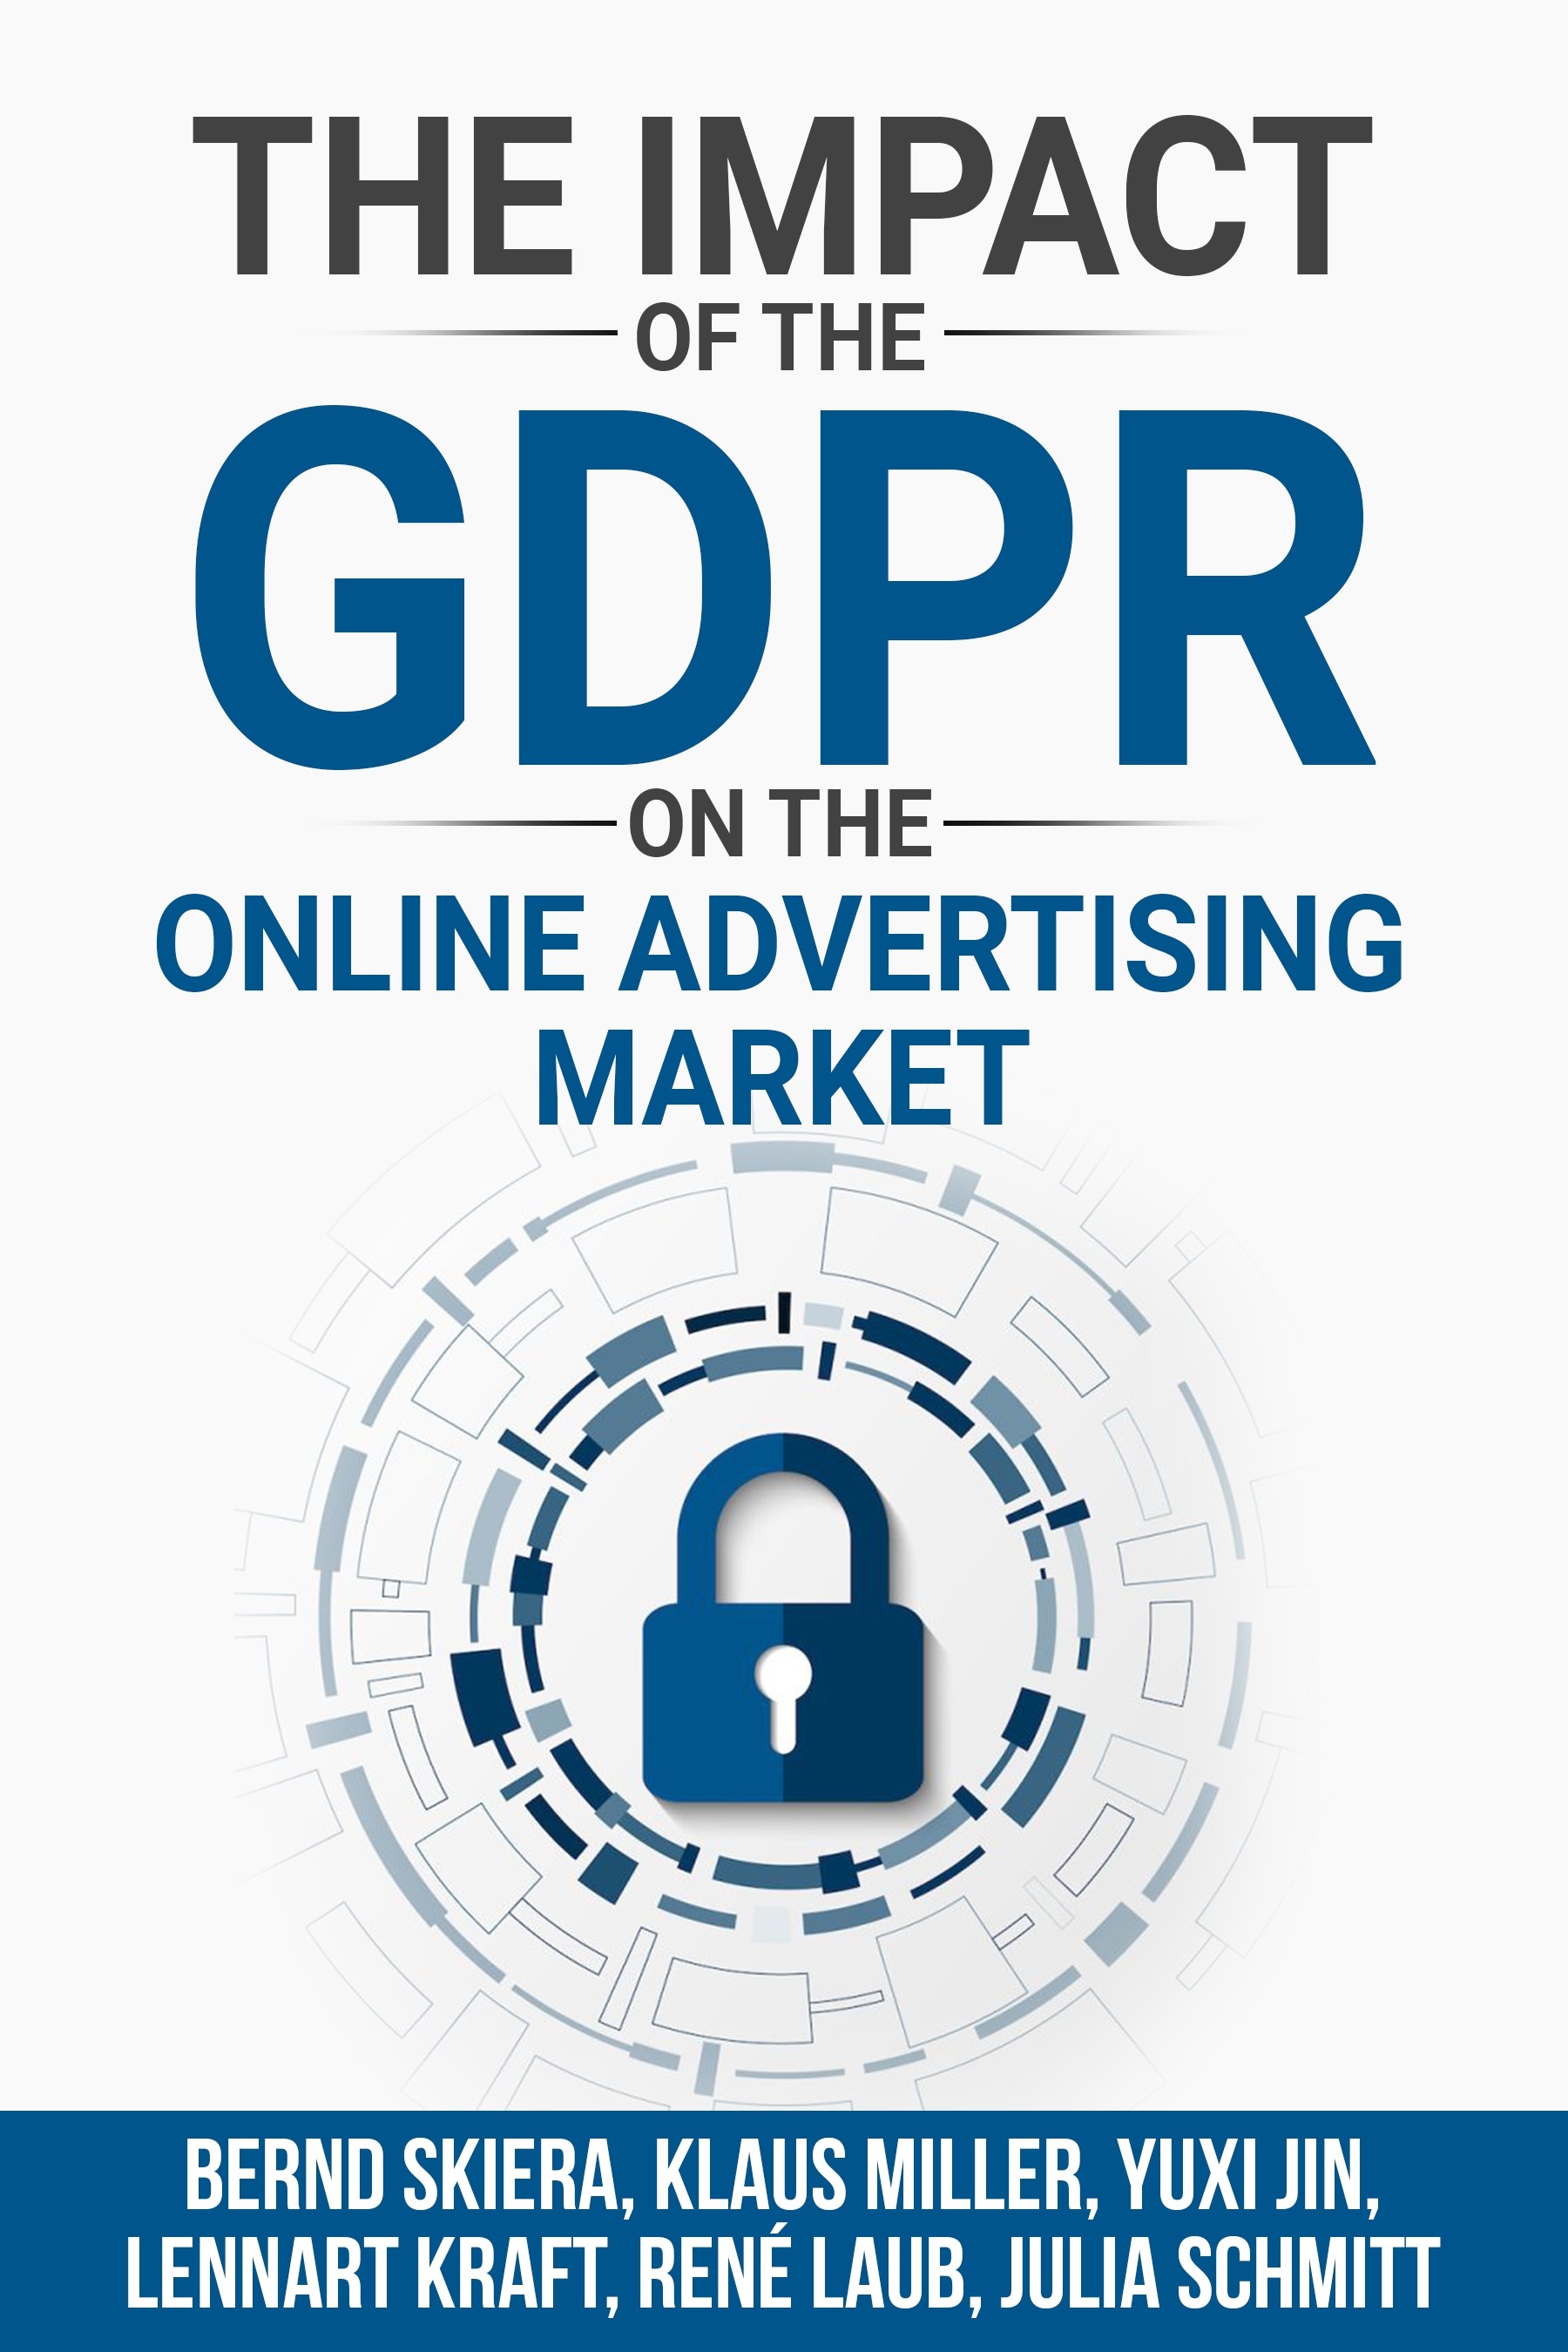 THE IMPACT
OF THE
GDPR
ON THE
ONLINE ADVERTISING
MARKET
BERND SKIERA, KLAUS MILLER, YUXI JIN,
LENNART KRAFT, RENÉ LAUB, JULIA SCHMITT